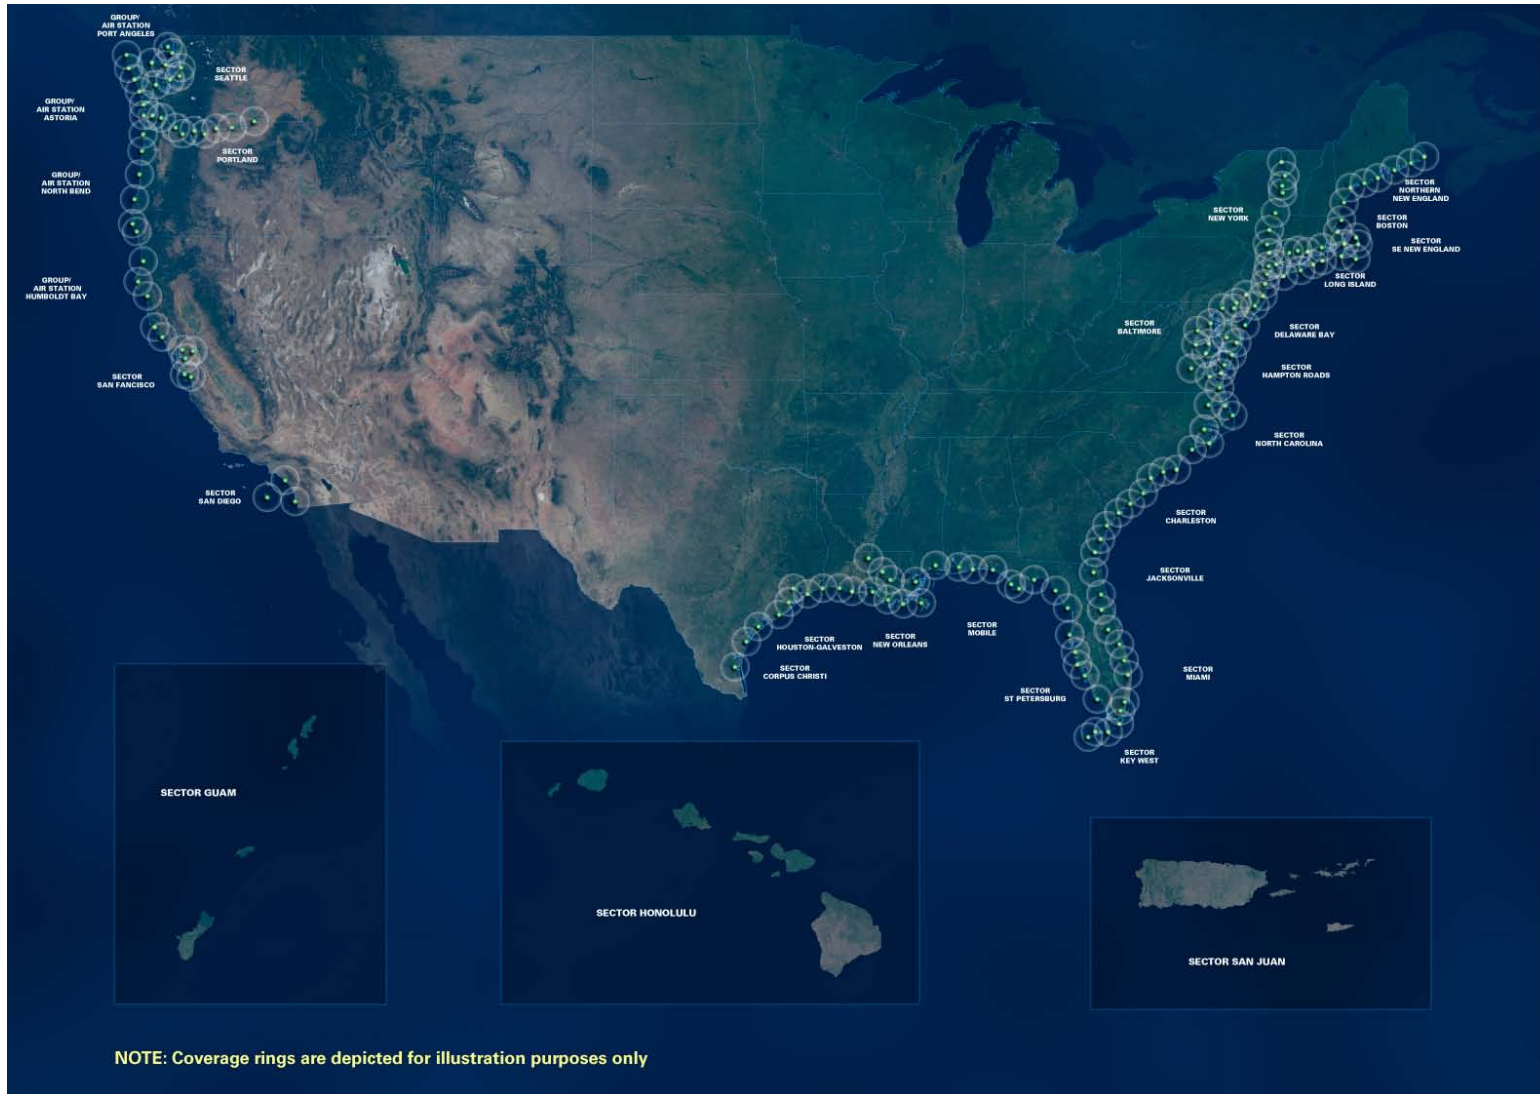 GROUP/
AIR STATION
PORT ANGELES
SECTOR
SEATTLE
GROUP/
AIR STATION
ASTORIA
SECTOR
PORTLAND
GROUP/
AIR STATION
NORTH BEND
GROUP/
AIR STATION
HUMBOLDT BAY
SECTOR
SAN FANCISCO
SECTOR
SAN DIEGO
SECTOR
NORTHERN
NEW ENGLAND
SECTOR
NEW YORK
SECTOR
BOSTON
SECTOR
SE NEW ENGLAND
SECTOR
LONG ISLAND
SECTOR
BALTIMORE
SECTOR
DELAWARE BAY
SECTOR
HAMPTON ROADS
SECTOR
NORTH CAROLINA
SECTOR
CHARLESTON
SECTOR
JACKSONVILLE
SECTOR
MOBILE
SECTOR
NEW ORLEANS
SECTOR
HOUSTON-GALVESTON
SECTOR
CORPUS CHRISTI
SECTOR
MIAMI
SECTOR
ST PETERSBURG
SECTOR
KEY WEST
SECTOR GUAM
SECTOR HONOLULU
SECTOR SAN JUAN
NOTE: Coverage rings are depicted for illustration purposes only